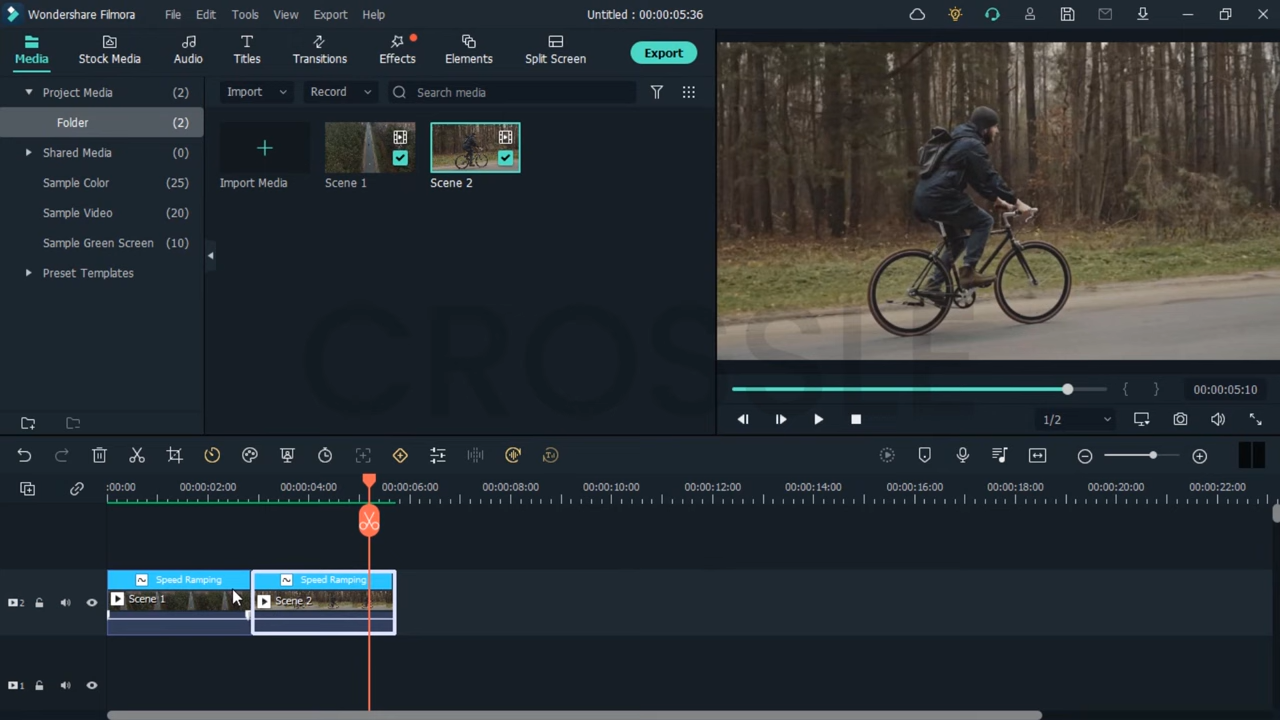 Wondershare Filmora File Edit Tools View Export Help Untitled : 00:00:05:36
Media Stock Media Audio Titles Transitions Effects Elements Split Screen Export
Project Media (2) Import Record Search media
Folder (2)
Shared Media (0)
Sample Color (25) Import Media Scene 1 Scene 2
Sample Video (20)
Sample Green Screen (10)
Preset Templates
CROSSLE
00:00:05:10
1/2
:00:00 00:00:02:00 00:00:04:00 00:00:06:00 00:00:08:00 00:00:10:00 00:00:12:00 00:00:14:00 00:00:16:00 00:00:18:00 00:00:20:00 00:00:22:00
Speed Ramping Speed Ramping
2 Scene 1 Scene 2
1